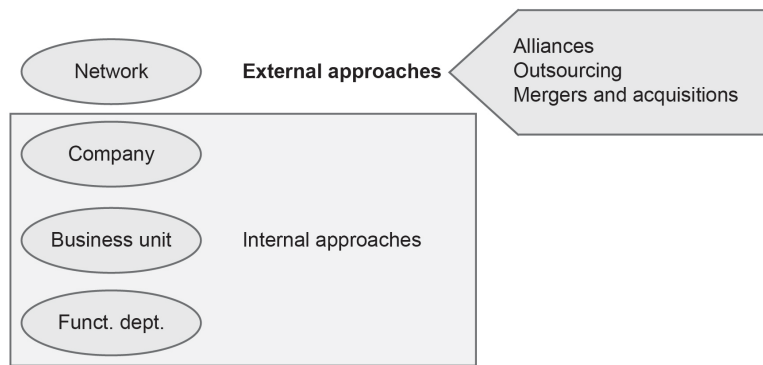 Network
External approaches
Alliances
Outsourcing
Mergers and acquisitions
Company
Business unit
Internal approaches
Funct. dept.